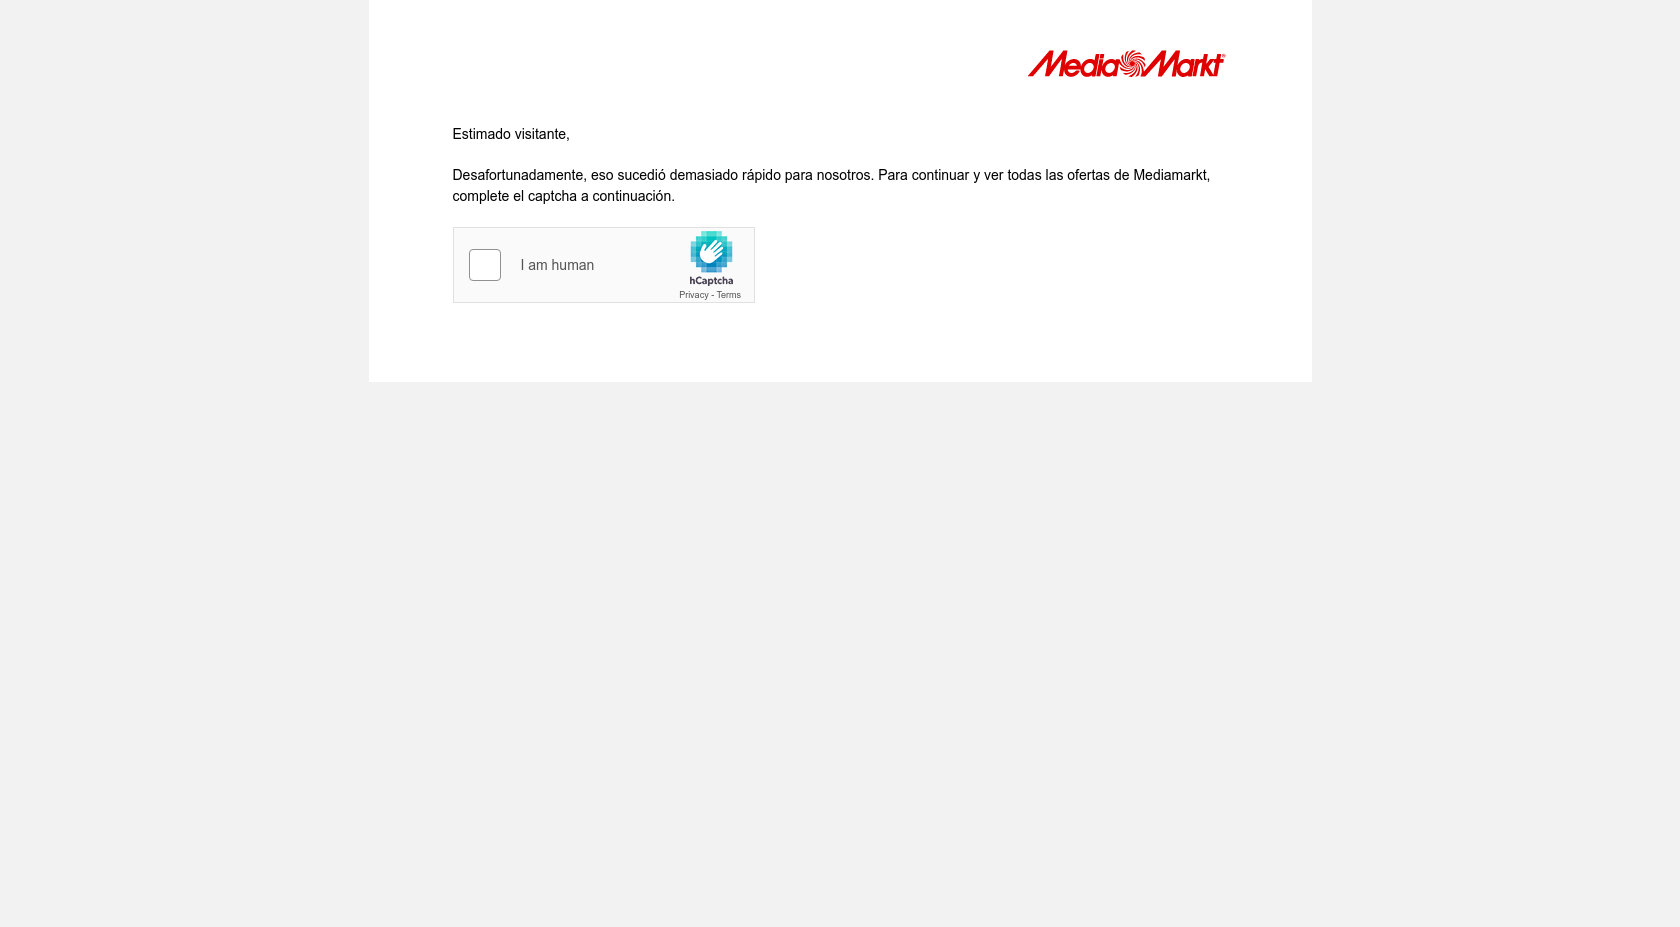 MediaMarkt
Estimado visitante,
Desafortunadamente, eso sucedió demasiado rápido para nosotros. Para continuar y ver todas las ofertas de Mediamarkt,
complete el captcha a continuación.
I am human
hCaptcha
Privacy - Terms